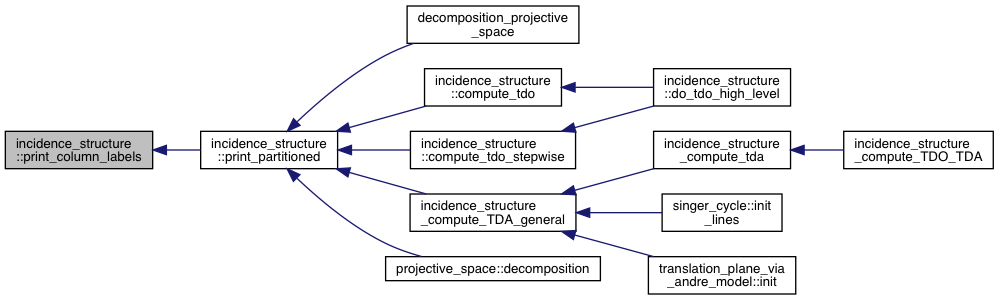 incidence_structure
::print_column_labels
incidence_structure
::print_partitioned
decomposition_projective
_space
incidence_structure
::compute_tdo
incidence_structure
::compute_tdo_stepwise
incidence_structure
_compute_TDA_general
projective_space::decomposition
incidence_structure
::do_tdo_high_level
incidence_structure
_compute_tda
singer_cycle::init
_lines
translation_plane_via
_andre_model::init
incidence_structure
_compute_TDO_TDA